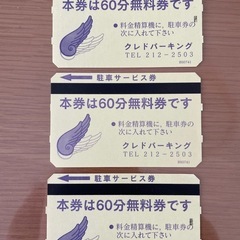 本券は60分無料券です
●料金精算機に、駐車券の
次に入れて下さい
クレドパーキング
TEL 212-2503
駐車サービス券
本券は60分無料券です
●料金精算機に、駐車券の
次に入れて下さい
クレドパーキング
TEL 212-2503
駐車サービス券
本券は60分無料券です
●料金精算機に、駐車券の
次に入れて下さい